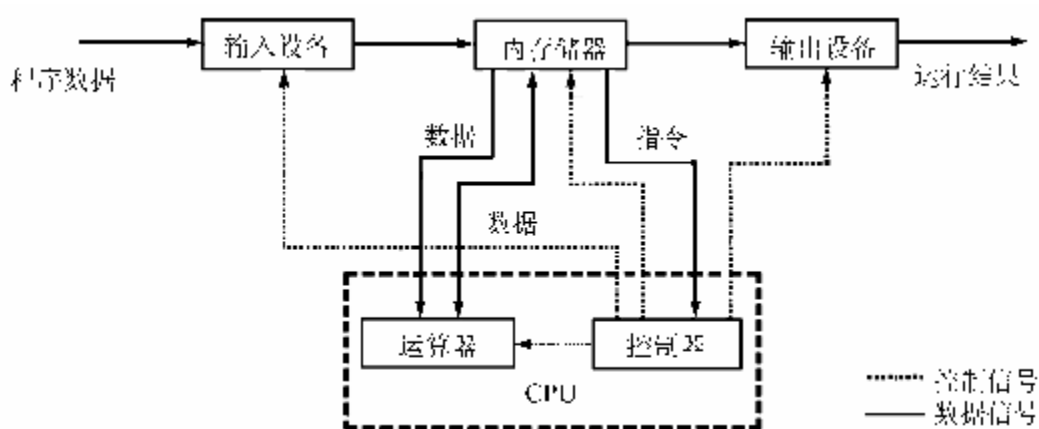 输入设备
内存储器
输出设备
程序数据
运行结果
数据
指令
数据
运算器
控制器
CPU
控制信号
数据信号